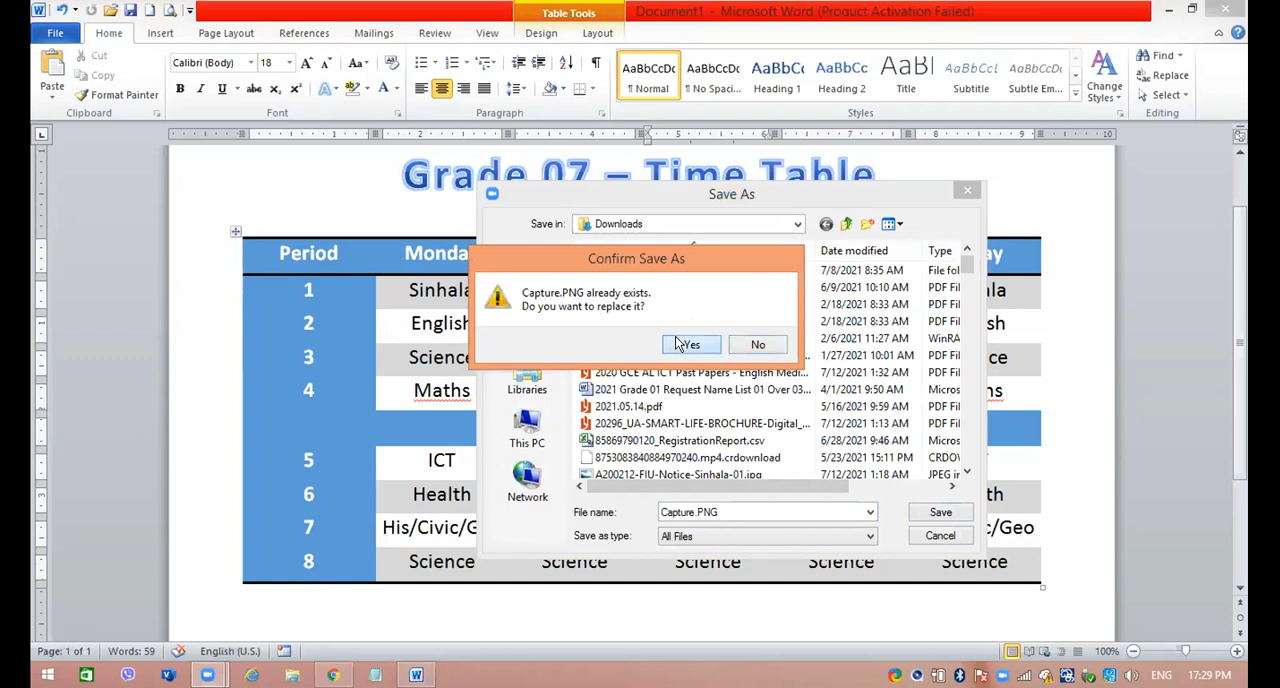 Table Tools
Document1 - Microsoft Word (Product Activation Failed)
File Home Insert Page Layout References Mailings Review View Design Layout
Paste
Cut
Copy
Format Painter
Clipboard
Calibri (Body) 18
Font
Paragraph
AaBbCcDc AaBbCcDc AaBbCc AaBbCc AaBl AaBbCcL AaBbCcDc
¶ Normal ¶ No Spaci... Heading 1 Heading 2 Title Subtitle Subtle Em...
Change Styles
Styles
Find
Replace
Select
Editing
1 2 5 7 8 9 10
Grade 07 – Time Table
Period Monda
1 Sinhala
2 English
3 Science
4 Maths
5 ICT
6 Health
7 His/Civic/G
8 Science Science Science Science Science
Save As
Save in: Downloads
Date modified Type
7/8/2021 8:35 AM File fol
6/9/2021 10:10 AM PDF Fil
2/18/2021 8:33 AM PDF Fil
2/18/2021 8:33 AM PDF Fil
2/6/2021 11:27 AM WinRA
1/27/2021 10:01 AM PDF Fil
2020 GCE AL ICT Past Papers - English Medi... 7/12/2021 1:32 AM PDF Fil
2021 Grade 01 Request Name List 01 Over 03... 4/1/2021 9:50 AM Micros
2021.05.14.pdf 5/16/2021 9:59 AM PDF Fil
20296_UA-SMART-LIFE-BROCHURE-Digital_... 7/12/2021 1:13 AM PDF Fil
85869790120_RegistrationReport.csv 6/28/2021 9:46 AM Micros
8753083840884970240.mp4.crdownload 5/23/2021 15:11 PM CRDO
A200212-FIU-Notice-Sinhala-01.jpg 7/12/2021 1:18 AM JPEG in
Libraries
This PC
Network
File name: Capture.PNG Save
Save as type: All Files Cancel
Confirm Save As
Capture.PNG already exists.
Do you want to replace it?
Yes No
Page: 1 of 1 Words: 59 English (U.S.) 100%
ENG 17:29 PM